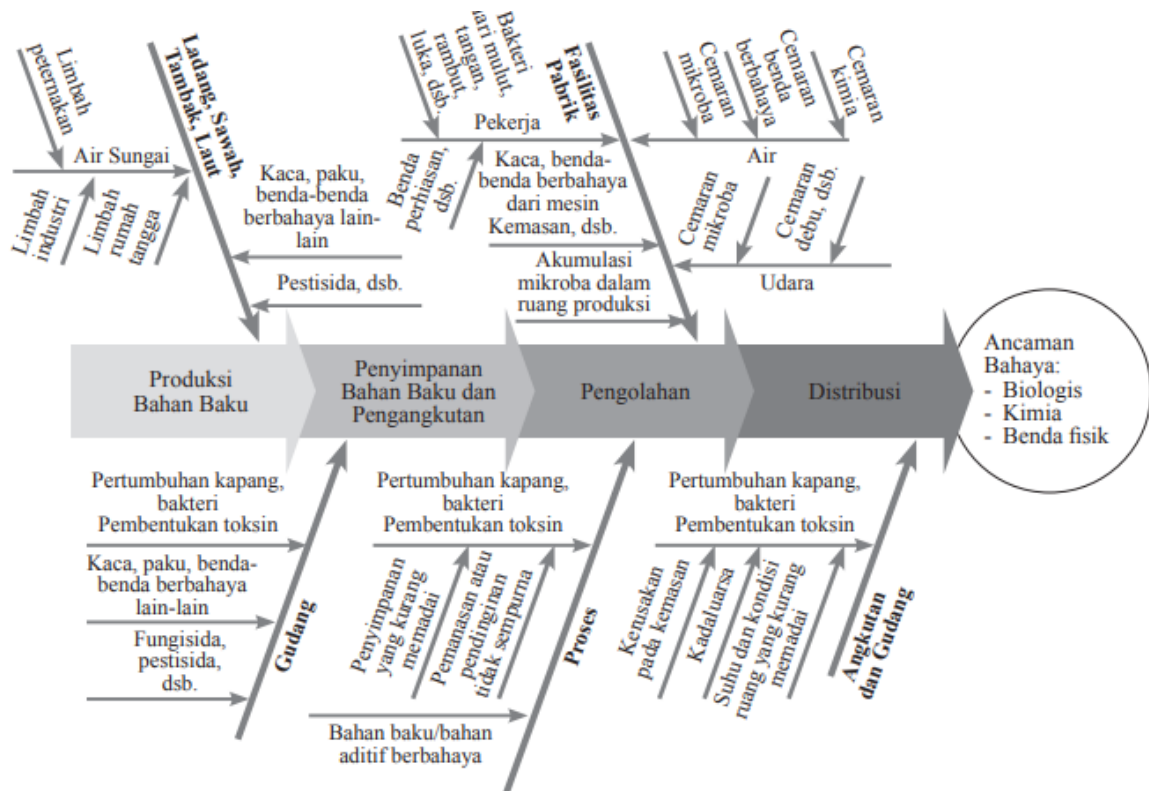 Limbah
peternakan
Air Sungai
Limbah
industri
Limbah
rumah
tangga
Ladang, Sawah,
Tambak, Laut
Kaca, paku,
benda-benda
berbahaya lain-
lain
Pestisida, dsb.
Bakteri
dari mulut,
tangan,
rambut,
luka, dsb.
Pekerja
Benda
perhiasan,
dsb.
Fasilitas
Pabrik
Kaca, benda-
benda berbahaya
dari mesin
Kemasan, dsb.
Akumulasi
mikroba dalam
ruang produksi
Cemaran
mikroba
Cemaran
benda
berbahaya
Cemaran
kimia
Air
Cemaran
mikroba
Cemaran
debu, dsb.
Udara
Produksi
Bahan Baku
Penyimpanan
Bahan Baku dan
Pengangkutan
Pengolahan
Distribusi
Ancaman
Bahaya:
- Biologis
- Kimia
- Benda fisik
Pertumbuhan kapang,
bakteri
Pembentukan toksin
Kaca, paku, benda-
benda berbahaya
lain-lain
Fungisida,
pestisida,
dsb.
Gudang
Pertumbuhan kapang,
bakteri
Pembentukan toksin
Penyimpanan
yang kurang
memadai
Pemanasan atau
pendinginan
tidak sempurna
Bahan baku/bahan
aditif berbahaya
Proses
Pertumbuhan kapang,
bakteri
Pembentukan toksin
Kerusakan
pada kemasan
Kadaluarsa
Suhu dan kondisi
ruang yang kurang
memadai
Angkutan
dan Gudang